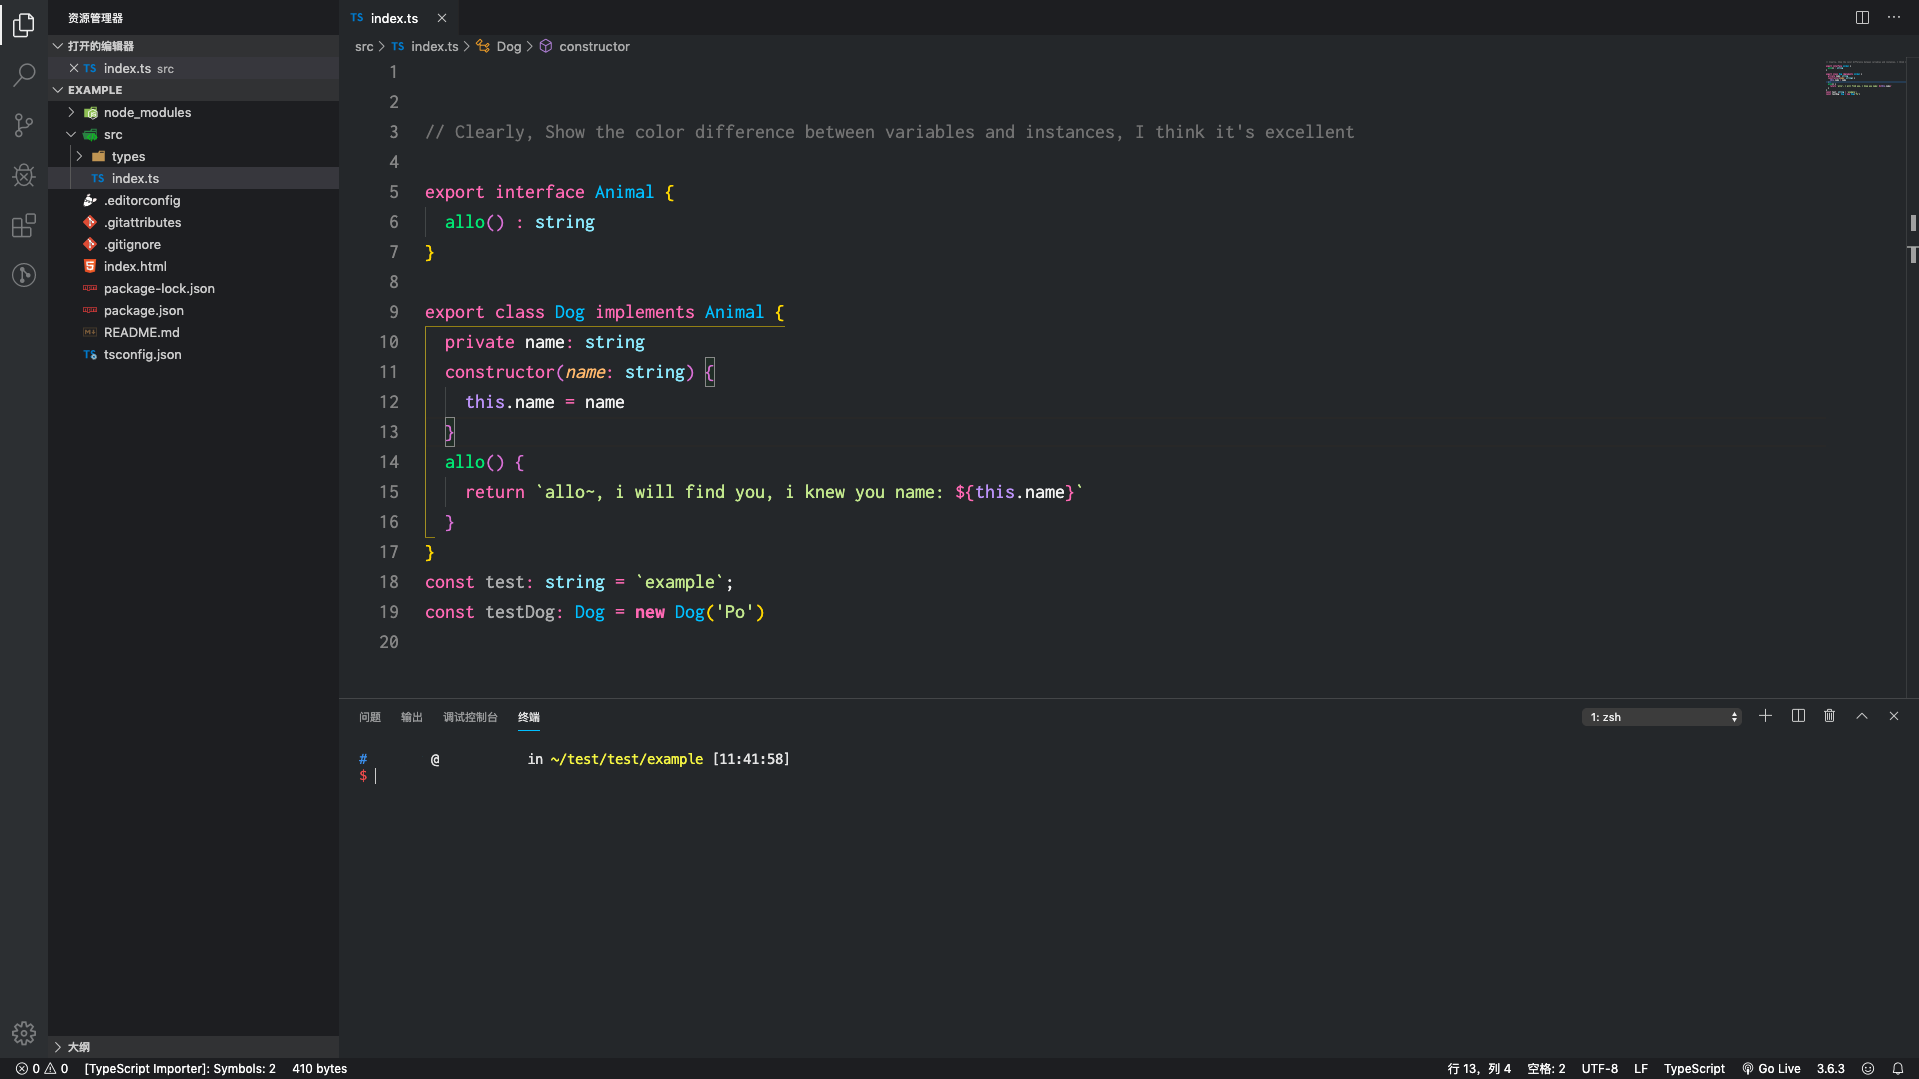 资源管理器
打开的编辑器
TS index.ts src
EXAMPLE
node_modules
src
types
TS index.ts
.editorconfig
.gitattributes
.gitignore
index.html
package-lock.json
package.json
README.md
TS tsconfig.json
大纲
TS index.ts
src TS index.ts Dog constructor
1
2
3 // Clearly, Show the color difference between variables and instances, I think it's excellent
4
5 export interface Animal {
6 allo() : string
7 }
8
9 export class Dog implements Animal {
10 private name: string
11 constructor(name: string) {
12 this.name = name
13 }
14 allo() {
15 return `allo~, i will find you, i knew you name: ${this.name}`
16 }
17 }
18 const test: string = `example`;
19 const testDog: Dog = new Dog('Po')
20
问题 输出 调试控制台 终端 1: zsh
# @ in ~/test/test/example [11:41:58]
$
0 0 [TypeScript Importer]: Symbols: 2 410 bytes 行 13，列 4 空格: 2 UTF-8 LF TypeScript Go Live 3.6.3